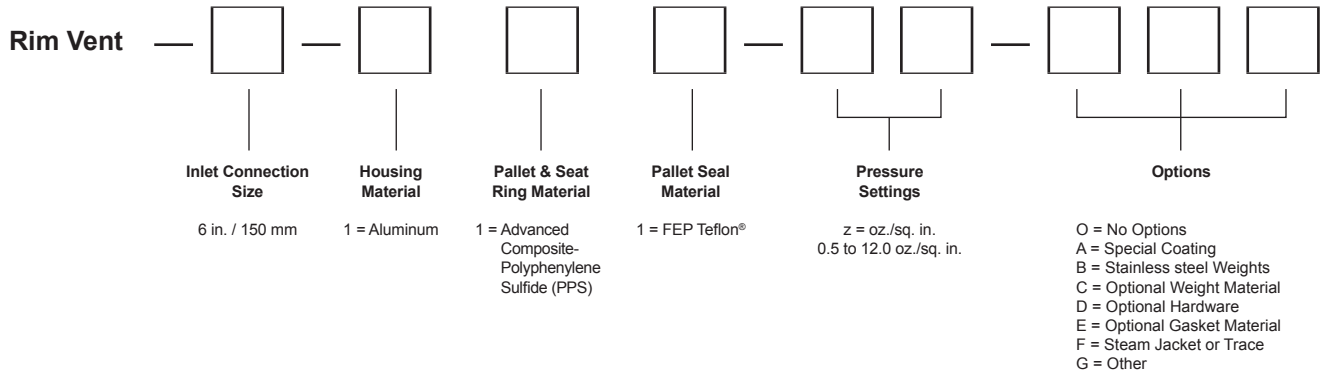 Rim Vent
Inlet Connection
Size
6 in. / 150 mm
Housing
Material
1 = Aluminum
Pallet & Seat
Ring Material
1 = Advanced
Composite-
Polyphenylene
Sulfide (PPS)
Pallet Seal
Material
1 = FEP Teflon®
Pressure
Settings
z = oz./sq. in.
0.5 to 12.0 oz./sq. in.
Options
O = No Options
A = Special Coating
B = Stainless steel Weights
C = Optional Weight Material
D = Optional Hardware
E = Optional Gasket Material
F = Steam Jacket or Trace
G = Other